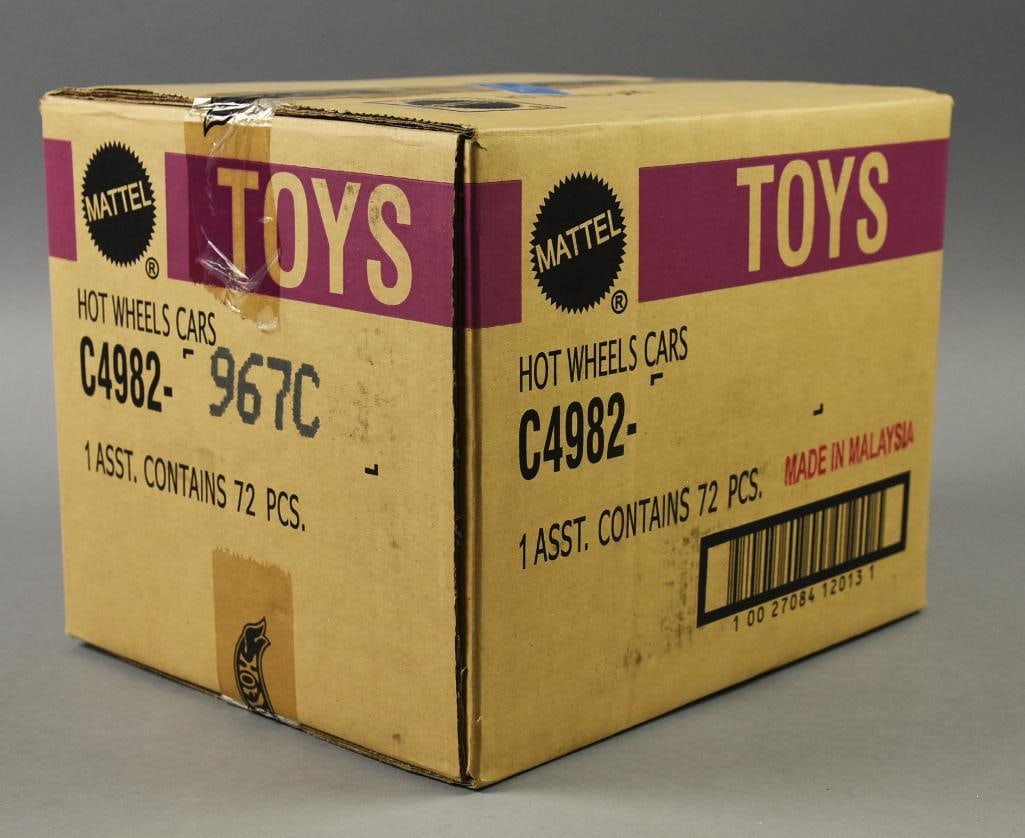 MATTEL
®
TOYS
HOT WHEELS CARS
C4982- 967C
1 ASST. CONTAINS 72 PCS.
MATTEL
®
TOYS
HOT WHEELS CARS
C4982-
1 ASST. CONTAINS 72 PCS.
MADE IN MALAYSIA
1 00 27084 12013 1